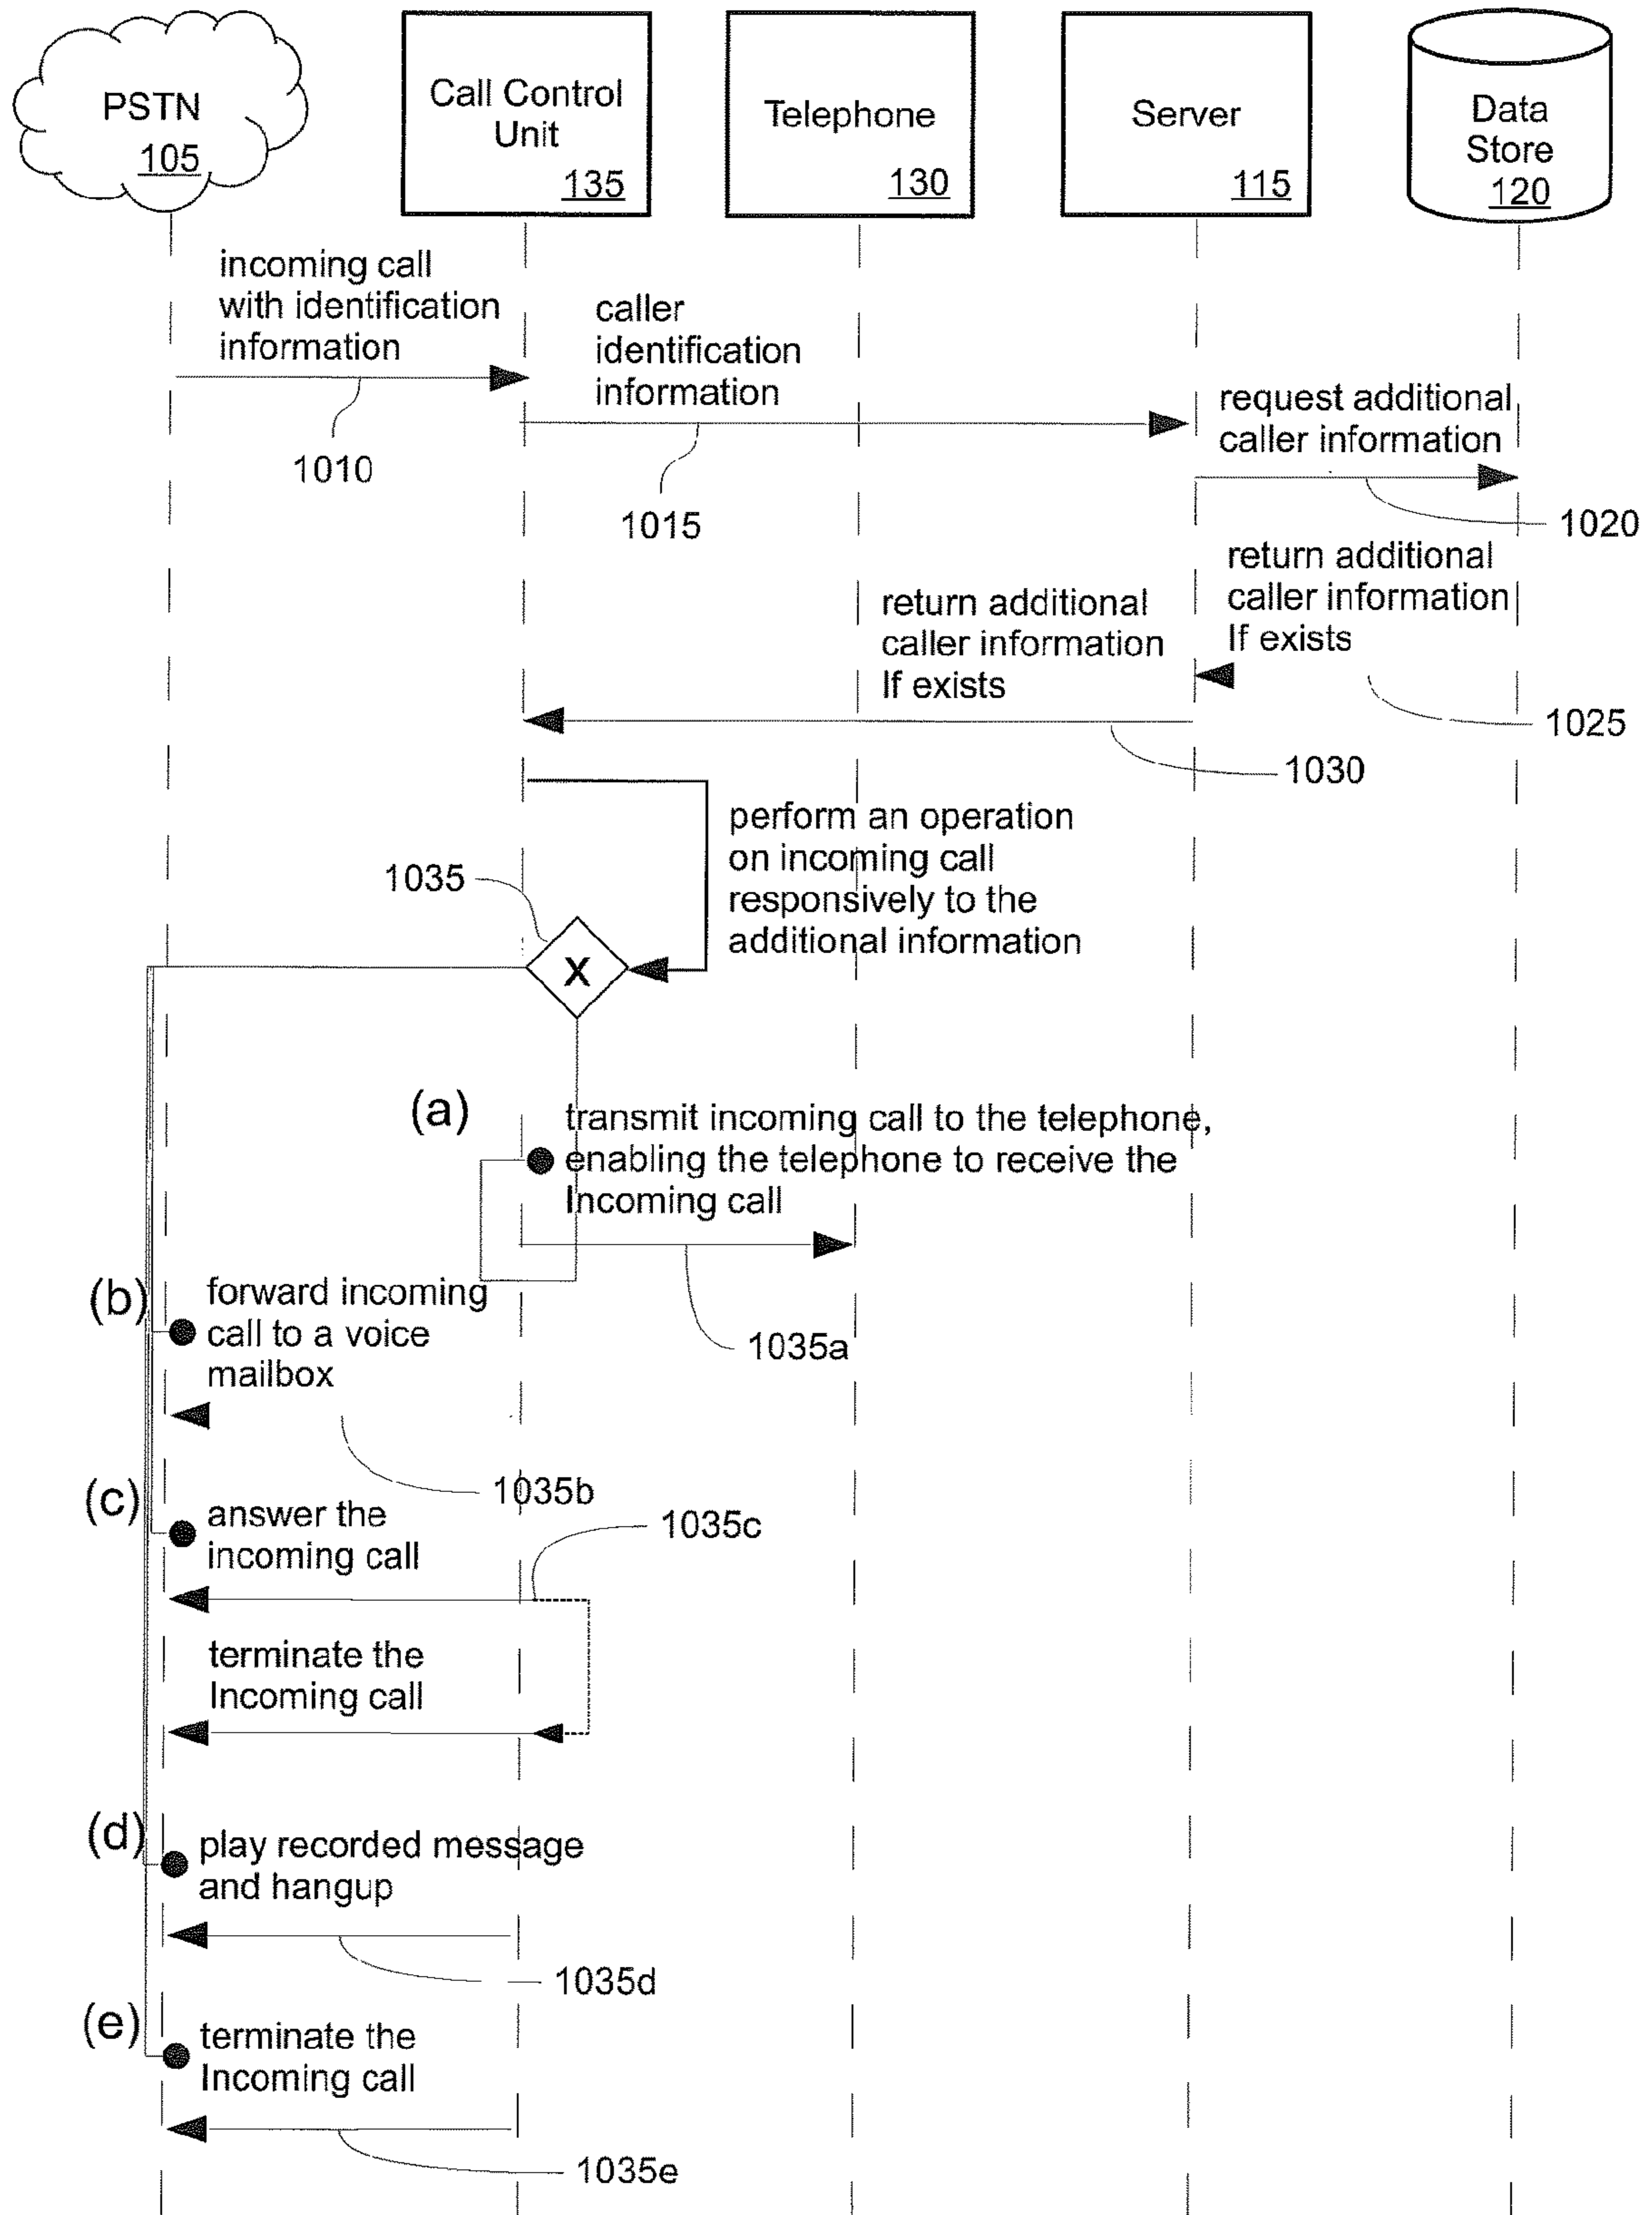 PSTN
105
Call Control
Unit
135
Telephone
130
Server
115
Data
Store
120
incoming call
with identification
information
1010
caller
identification
information
1015
request additional
caller information
1020
return additional
caller information
If exists
1025
return additional
caller information
If exists
1030
perform an operation
on incoming call
responsively to the
additional information
1035
X
(a)
transmit incoming call to the telephone,
enabling the telephone to receive the
Incoming call
1035a
(b)
forward incoming
call to a voice
mailbox
1035b
(c)
answer the
incoming call
1035c
terminate the
Incoming call
(d)
play recorded message
and hangup
1035d
(e)
terminate the
Incoming call
1035e